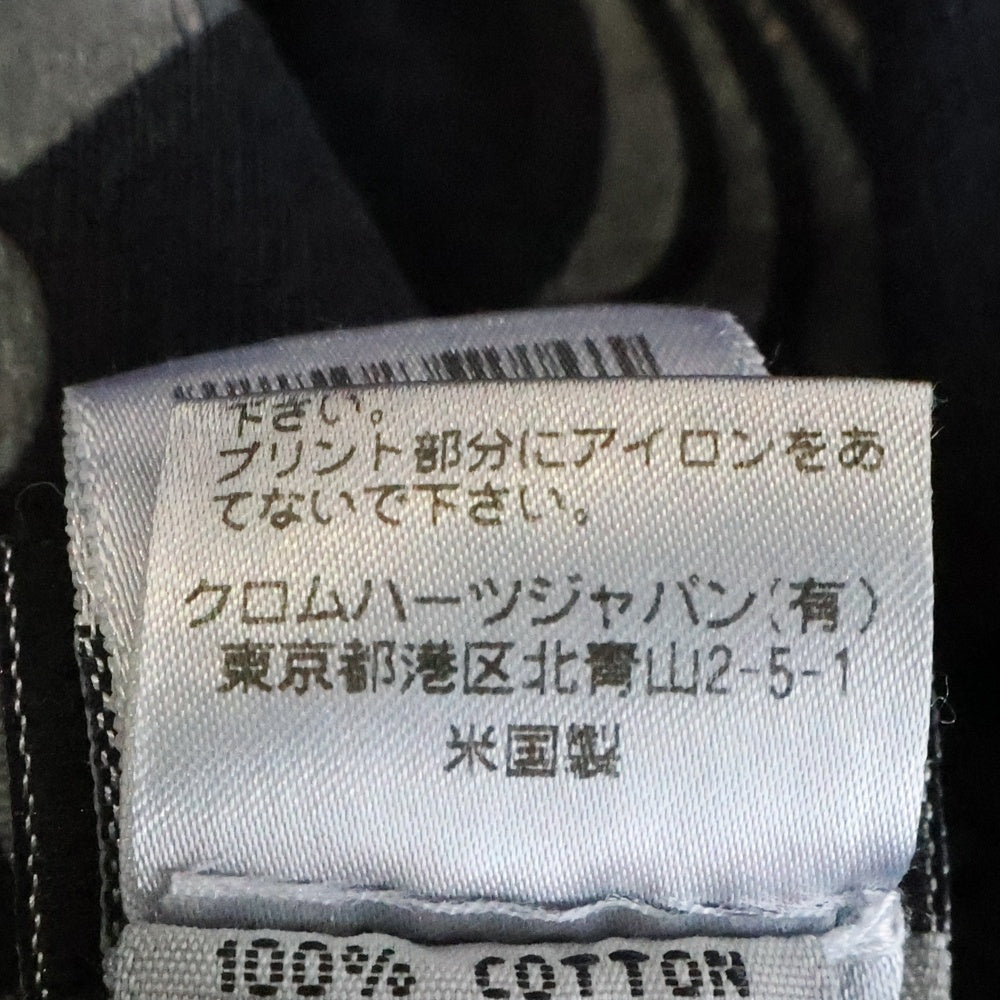 下さい。
プリント部分にアイロンをあ
てないで下さい。
クロムハーツジャパン(有)
東京都港区北青山2-5-1
米国製
100% COTTON